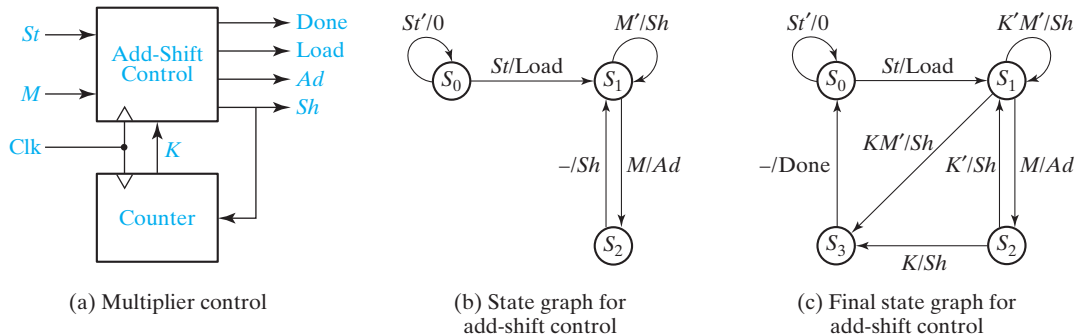 St
M
Clk
Add-Shift
Control
Done
Load
Ad
Sh
K
Counter
(a) Multiplier control
St′/0
M′/Sh
S0
St/Load
S1
–/Sh
M/Ad
S2
(b) State graph for
add-shift control
St′/0
K′M′/Sh
S0
St/Load
S1
KM′/Sh
K′/Sh
M/Ad
–/Done
S3
K/Sh
S2
(c) Final state graph for
add-shift control